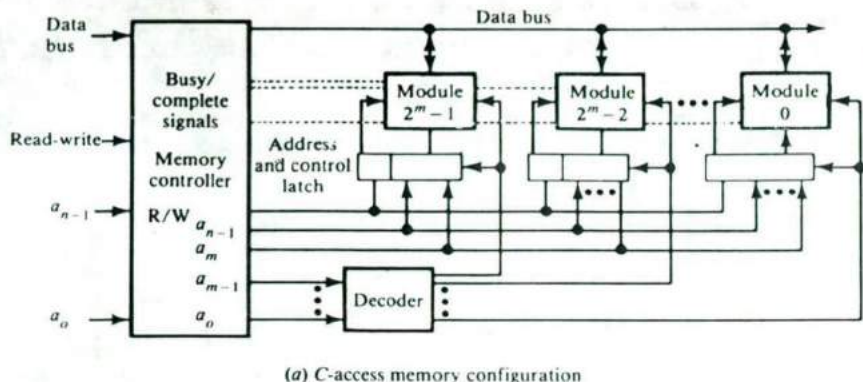 Data bus
Data
bus
Busy/
complete
signals
Module
2^m − 1
Module
2^m − 2
Module
0
Read-write
Address
and control
latch
Memory
controller
a_{n-1}
R/W
a_{n-1}
a_m
a_{m-1}
Decoder
a_o
a_o
(a) C-access memory configuration